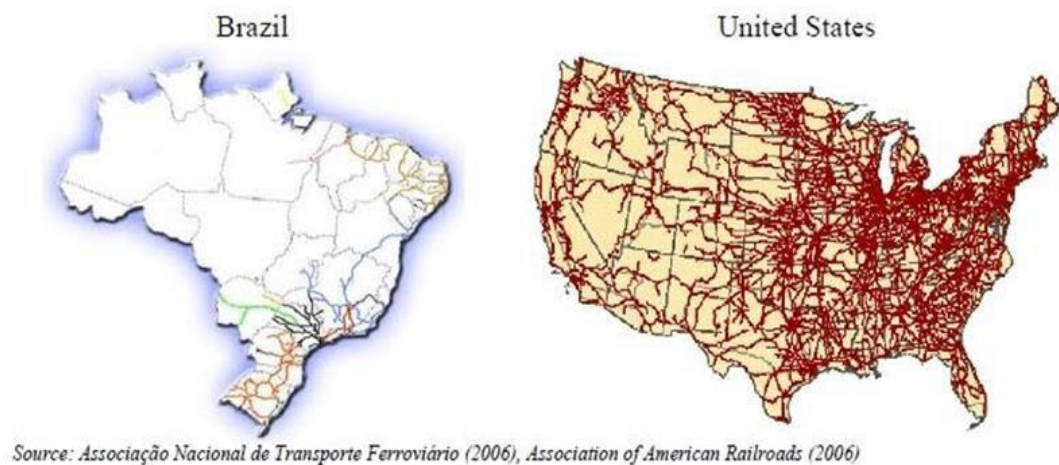 Brazil
United States
Source: Associação Nacional de Transporte Ferroviário (2006), Association of American Railroads (2006)